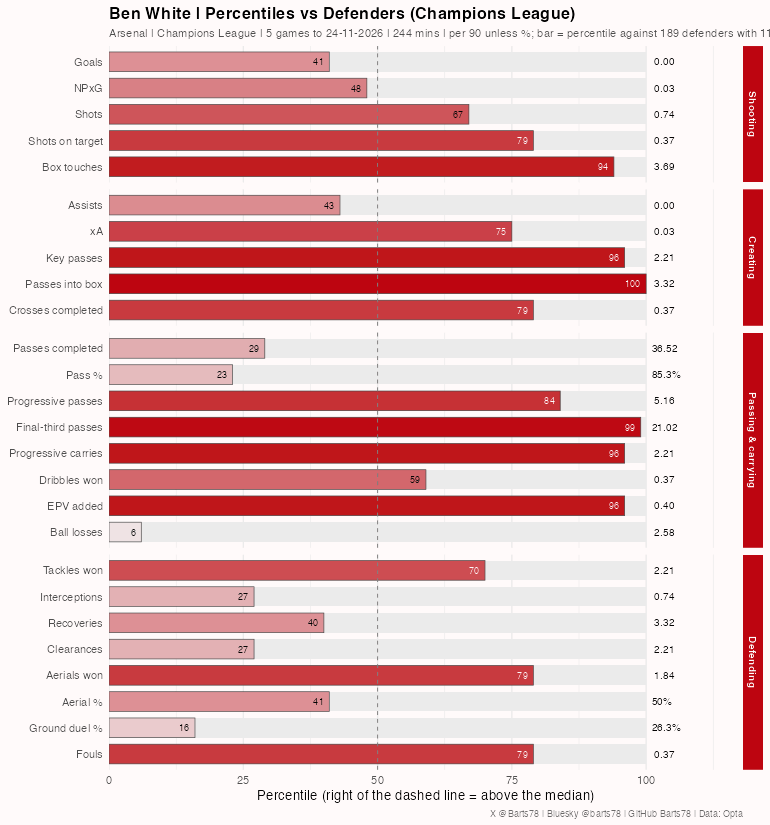 Ben White | Percentiles vs Defenders (Champions League)
Arsenal | Champions League | 5 games to 24-11-2026 | 244 mins | per 90 unless %; bar = percentile against 189 defenders with 11
Goals 41 0.00
NPxG 48 0.03
Shots 67 0.74
Shots on target 79 0.37
Box touches 94 3.69
Shooting
Assists 43 0.00
xA 75 0.03
Key passes 96 2.21
Passes into box 100 3.32
Crosses completed 79 0.37
Creating
Passes completed 29 36.52
Pass % 23 85.3%
Progressive passes 84 5.16
Final-third passes 99 21.02
Progressive carries 96 2.21
Dribbles won 59 0.37
EPV added 96 0.40
Ball losses 6 2.58
Passing & carrying
Tackles won 70 2.21
Interceptions 27 0.74
Recoveries 40 3.32
Clearances 27 2.21
Aerials won 79 1.84
Aerial % 41 50%
Ground duel % 16 26.3%
Fouls 79 0.37
Defending
0 25 50 75 100
Percentile (right of the dashed line = above the median)
X @Barts78 | Bluesky @barts78 | GitHub Barts78 | Data: Opta